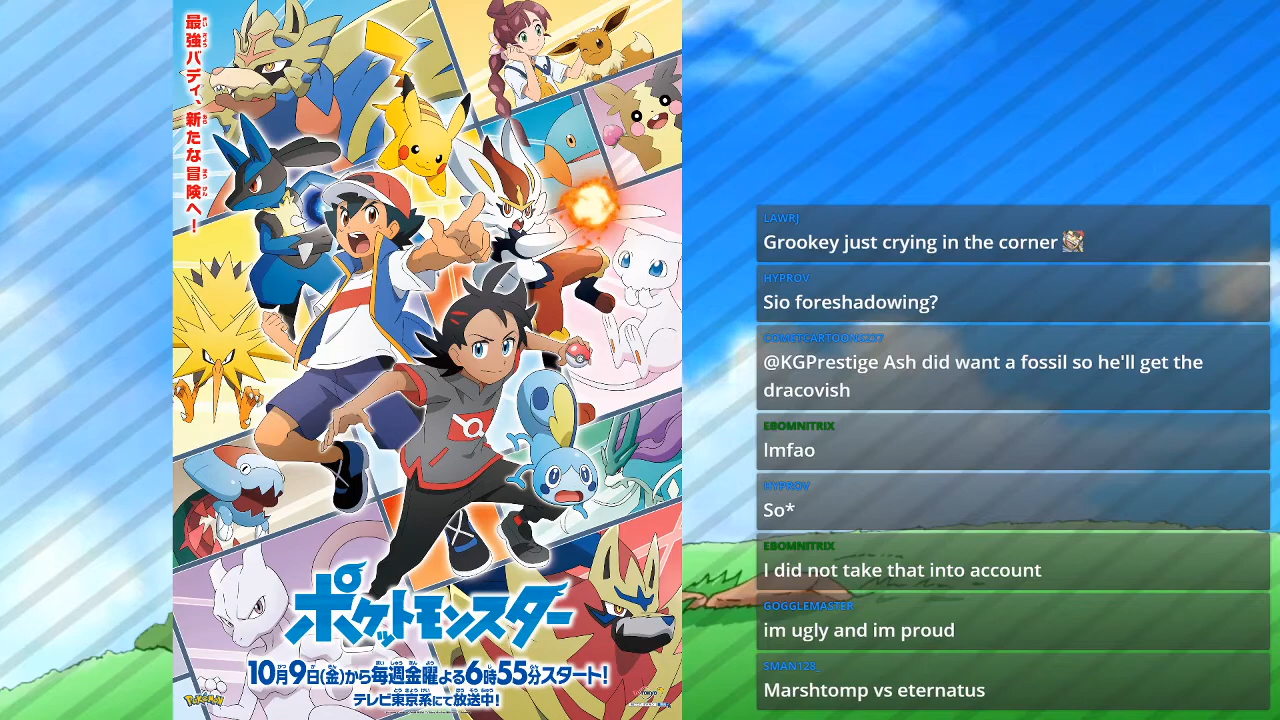 最強バディ、新たな冒険へ!
ポケットモンスター
10月9日(金)から毎週金曜よる6時55分スタート!
テレビ東京系にて放送中!
POKÉMON
LAWRJ
Grookey just crying in the corner
HYPROV
Sio foreshadowing?
@KGPrestige Ash did want a fossil so he'll get the
dracovish
EBOMNITRIX
lmfao
HYPROV
So*
EBOMNITRIX
I did not take that into account
GOGGLEMASTER
im ugly and im proud
SMAN128_
Marshtomp vs eternatus